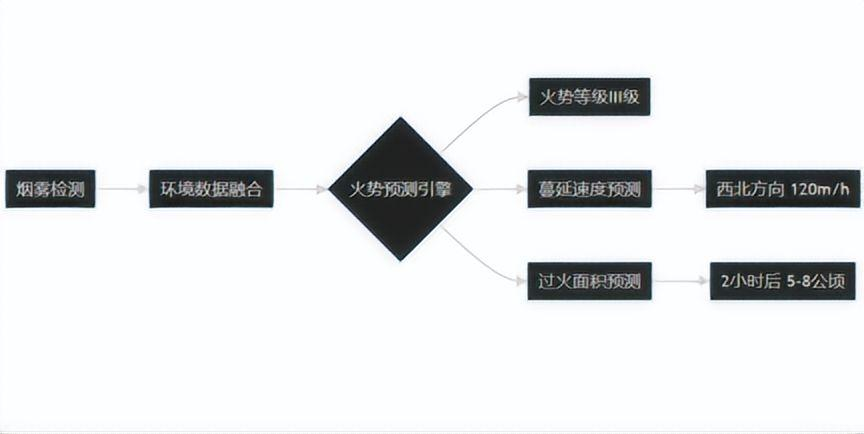 烟雾检测
环境数据融合
火势预测引擎
火势等级III级
蔓延速度预测
西北方向 120m/h
过火面积预测
2小时后 5-8公顷